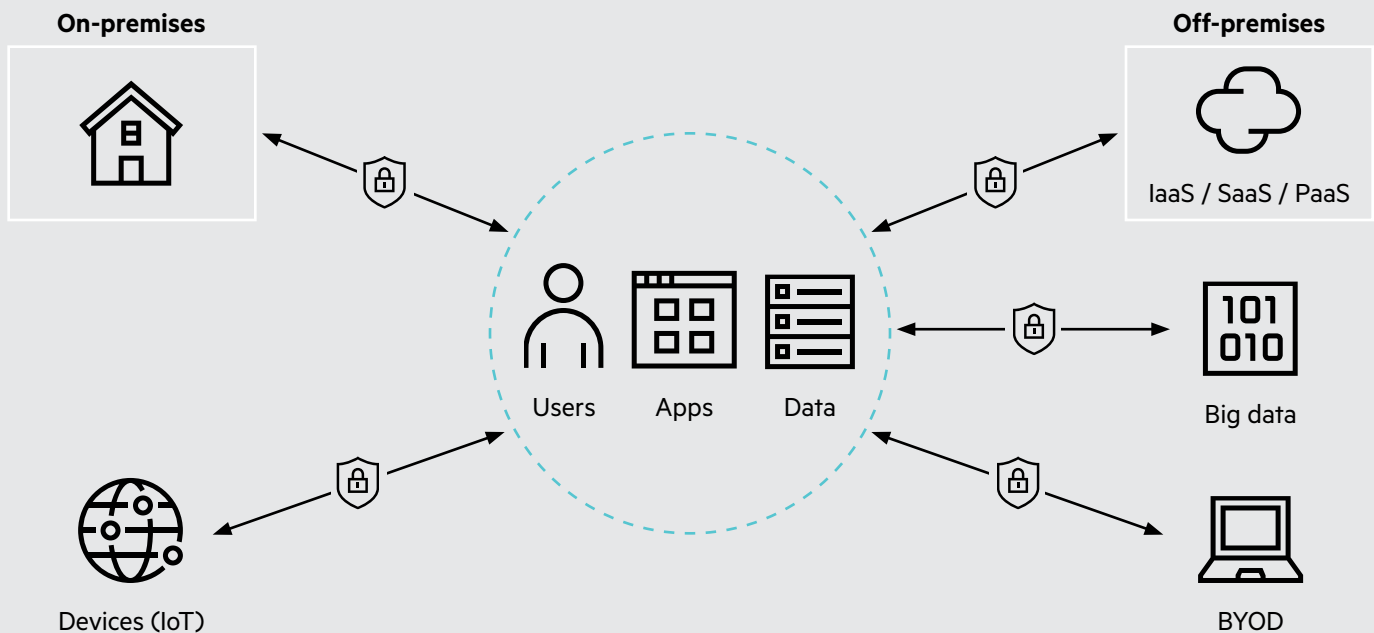 On-premises
Off-premises
IaaS / SaaS / PaaS
Users
Apps
Data
101
010
Big data
Devices (IoT)
BYOD